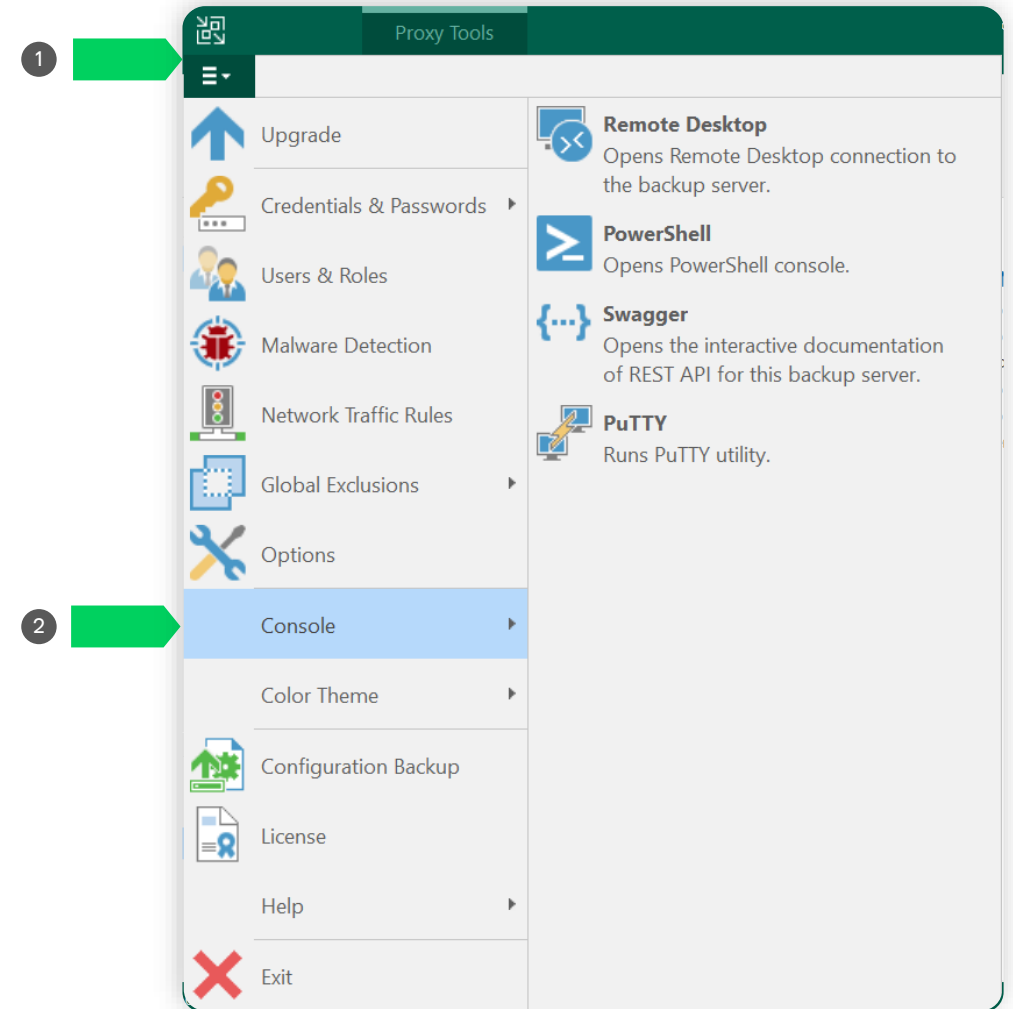 Proxy Tools
1
Upgrade
Credentials & Passwords
Users & Roles
Malware Detection
Network Traffic Rules
Global Exclusions
Options
2
Console
Color Theme
Configuration Backup
License
Help
Exit
Remote Desktop
Opens Remote Desktop connection to
the backup server.
PowerShell
Opens PowerShell console.
Swagger
Opens the interactive documentation
of REST API for this backup server.
PuTTY
Runs PuTTY utility.